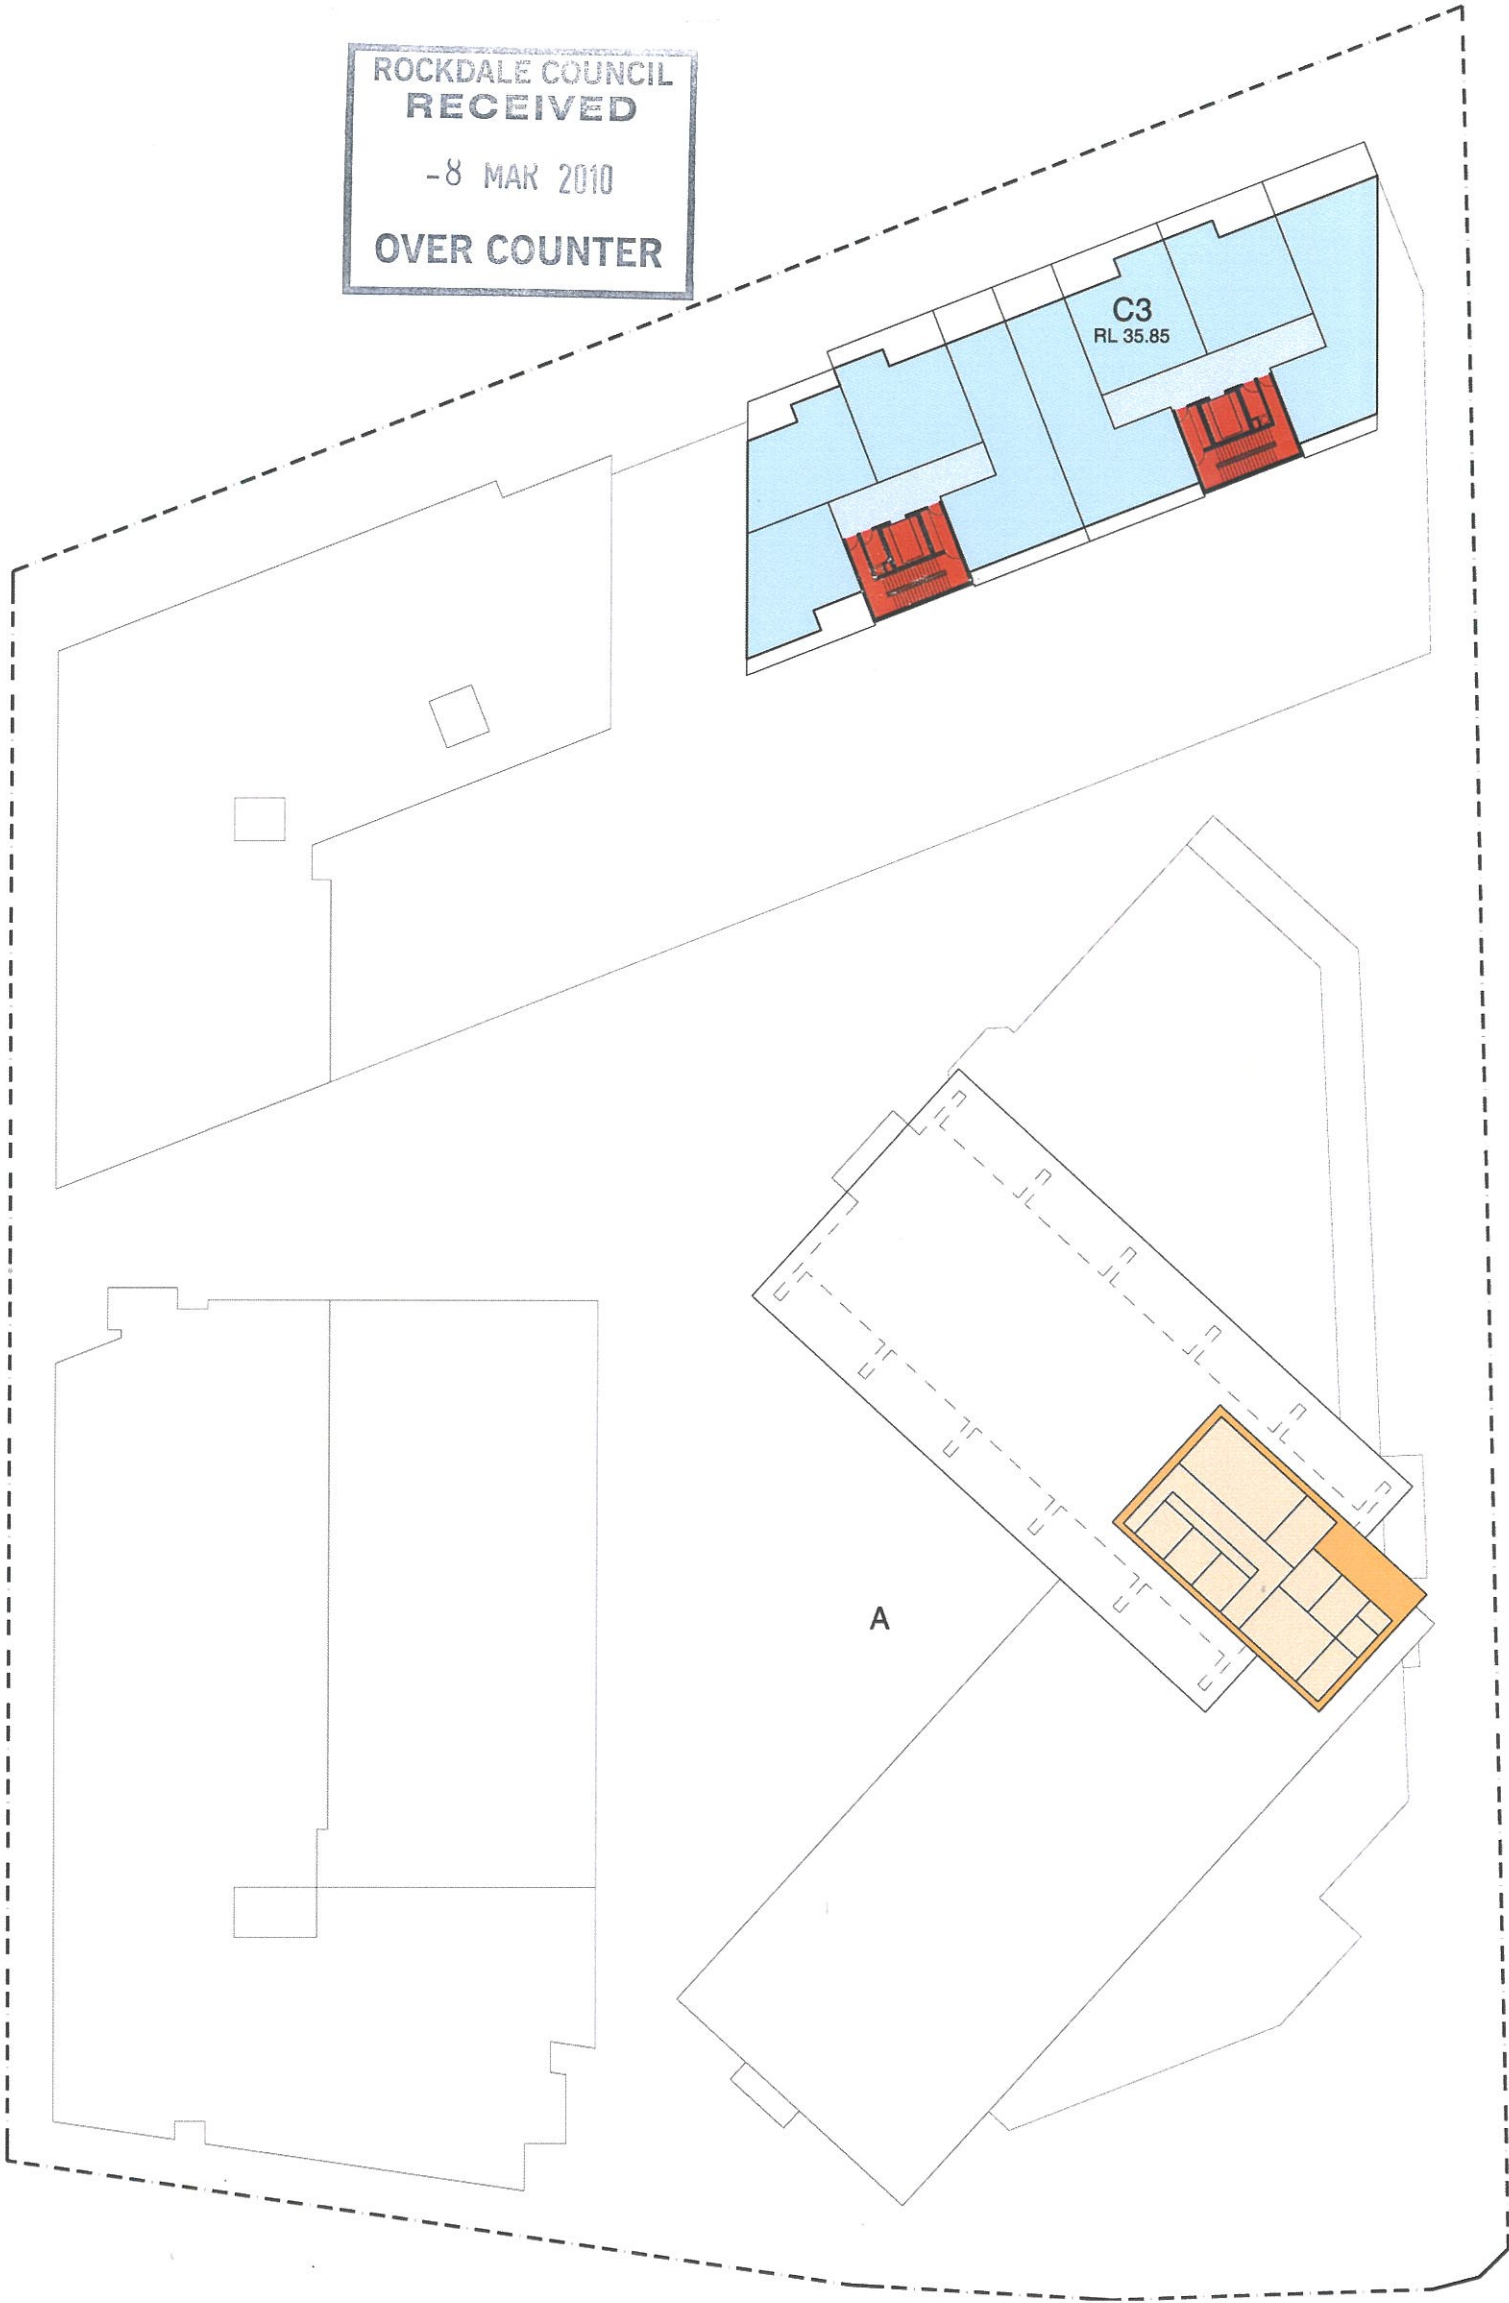 ROCKDALE COUNCIL
RECEIVED
-8 MAR 2010
OVER COUNTER
C3
RL 35.85
A